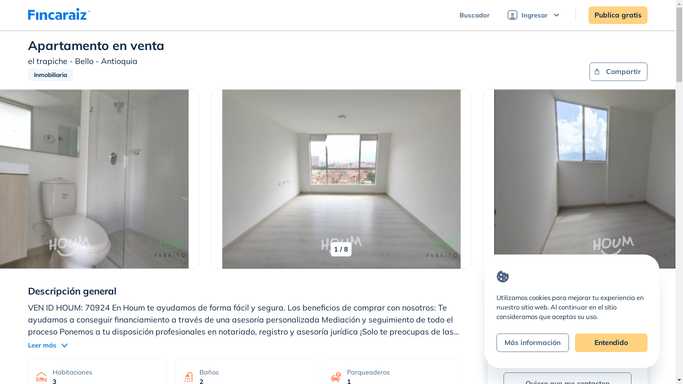 Fincaraiz
Buscador
Ingresar
Publica gratis
Apartamento en venta
el trapiche - Bello - Antioquia
Inmobiliaria
Compartir
HOUM
HOUM
HOUM
1 / 8
Descripción general
VEN ID HOUM: 70924 En Houm te ayudamos de forma fácil y segura. Los beneficios de comprar con nosotros: Te
ayudamos a conseguir financiamiento a través de una asesoría personalizada Mediación y seguimiento de todo el
proceso Ponemos a tu disposición profesionales en notariado, registro y asesoría jurídica ¡Solo te preocupas de las...
Leer más
Habitaciones
3
Baños
2
Parqueaderos
1
Utilizamos cookies para mejorar tu experiencia en
nuestro sitio web. Al continuar en el sitio
consideramos que aceptas su uso.
Más información
Entendido
Quiero que me contacten